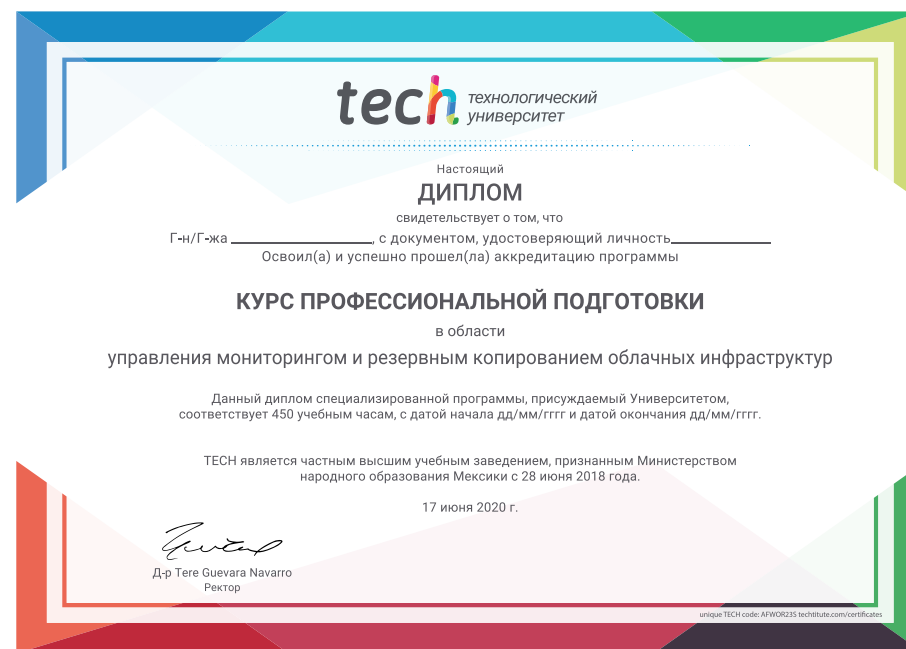 tech технологический
университет
Настоящий
ДИПЛОМ
свидетельствует о том, что
Г-н/Г-жа ____________, с документом, удостоверяющий личность____________
Освоил(а) и успешно прошел(ла) аккредитацию программы
КУРС ПРОФЕССИОНАЛЬНОЙ ПОДГОТОВКИ
в области
управления мониторингом и резервным копированием облачных инфраструктур
Данный диплом специализированной программы, присуждаемый Университетом,
соответствует 450 учебным часам, с датой начала дд/мм/гггг и датой окончания дд/мм/гггг.
TECH является частным высшим учебным заведением, признанным Министерством
народного образования Мексики с 28 июня 2018 года.
17 июня 2020 г.
Д-р Tere Guevara Navarro
Ректор
unique TECH code: AFWOR23S techtitute.com/certificates